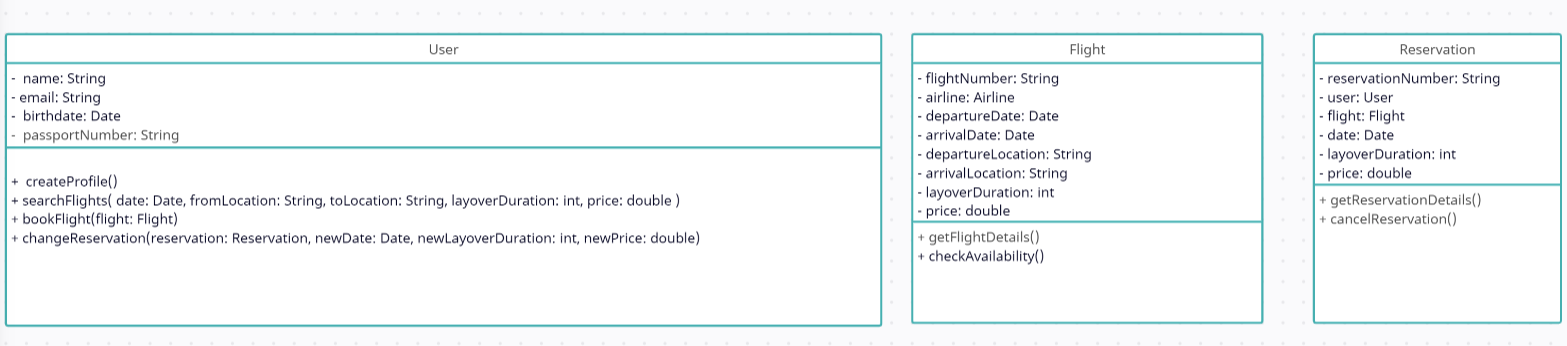 User
- name: String
- email: String
- birthdate: Date
- passportNumber: String
+ createProfile()
+ searchFlights( date: Date, fromLocation: String, toLocation: String, layoverDuration: int, price: double )
+ bookFlight(flight: Flight)
+ changeReservation(reservation: Reservation, newDate: Date, newLayoverDuration: int, newPrice: double)
Flight
- flightNumber: String
- airline: Airline
- departureDate: Date
- arrivalDate: Date
- departureLocation: String
- arrivalLocation: String
- layoverDuration: int
- price: double
+ getFlightDetails()
+ checkAvailability()
Reservation
- reservationNumber: String
- user: User
- flight: Flight
- date: Date
- layoverDuration: int
- price: double
+ getReservationDetails()
+ cancelReservation()